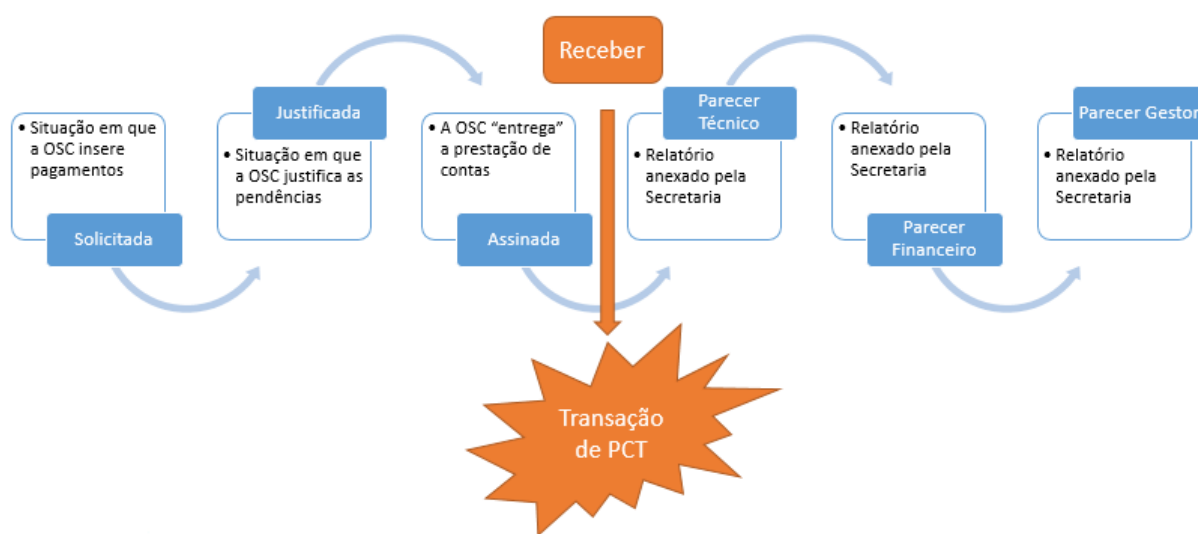 Receber
• Situação em que
a OSC insere
pagamentos
Solicitada
Justificada
• Situação em que
a OSC justifica as
pendências
• A OSC “entrega”
a prestação de
contas
Assinada
Parecer
Técnico
• Relatório
anexado pela
Secretaria
• Relatório
anexado pela
Secretaria
Parecer
Financeiro
Parecer Gestor
• Relatório
anexado pela
Secretaria
Transação
de PCT